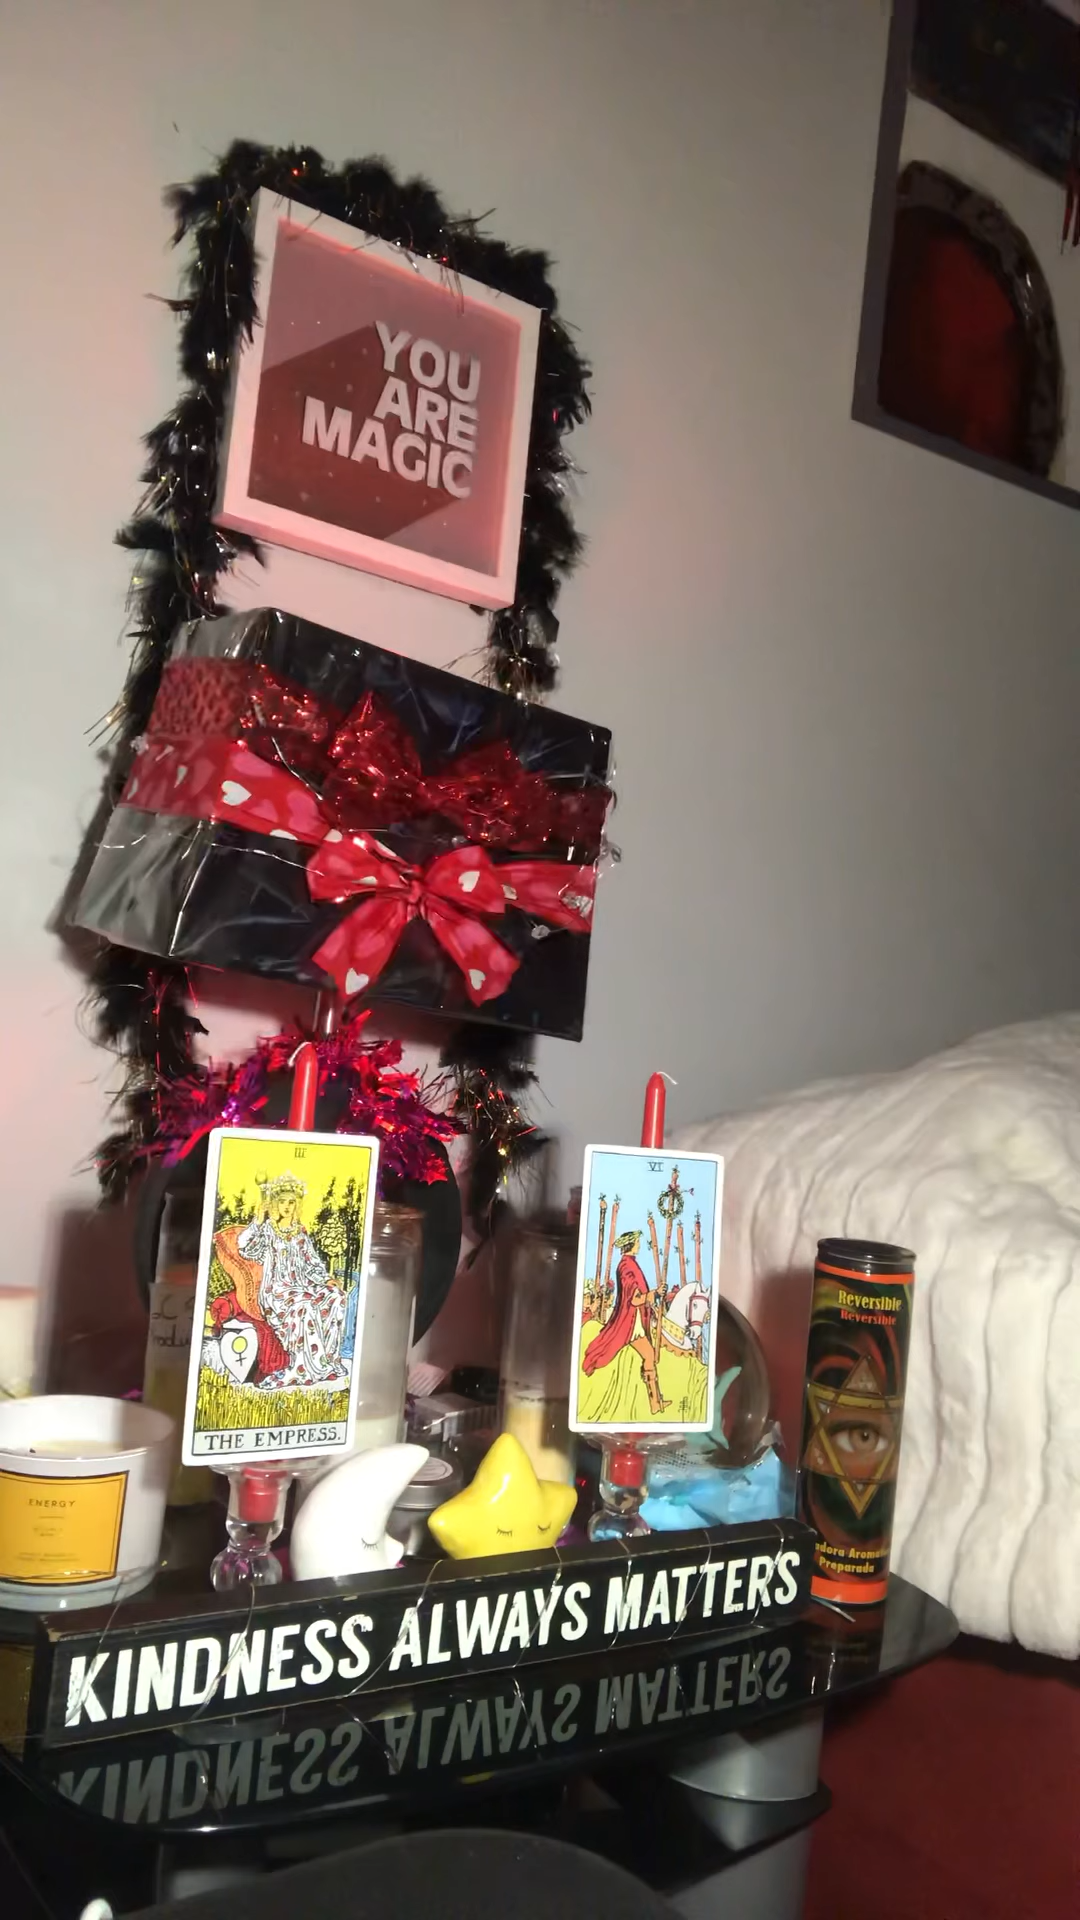 YOU
ARE
MAGIC
III
THE EMPRESS.
VI
Reversible
Reversible
Preparada
ENERGY
KINDNESS ALWAYS MATTERS